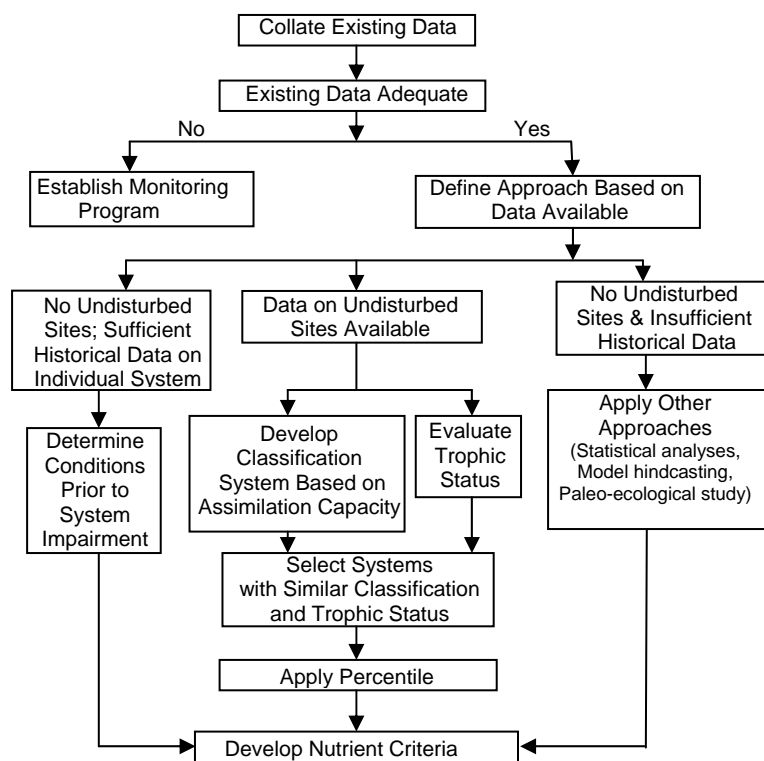 Collate Existing Data
Existing Data Adequate
No
Yes
Establish Monitoring
Program
Define Approach Based on
Data Available
No Undisturbed
Sites; Sufficient
Historical Data on
Individual System
Data on Undisturbed
Sites Available
No Undisturbed
Sites & Insufficient
Historical Data
Determine
Conditions
Prior to
System
Impairment
Develop
Classification
System Based on
Assimilation Capacity
Evaluate
Trophic
Status
Apply Other
Approaches
(Statistical analyses,
Model hindcasting,
Paleo-ecological study)
Select Systems
with Similar Classification
and Trophic Status
Apply Percentile
Develop Nutrient Criteria